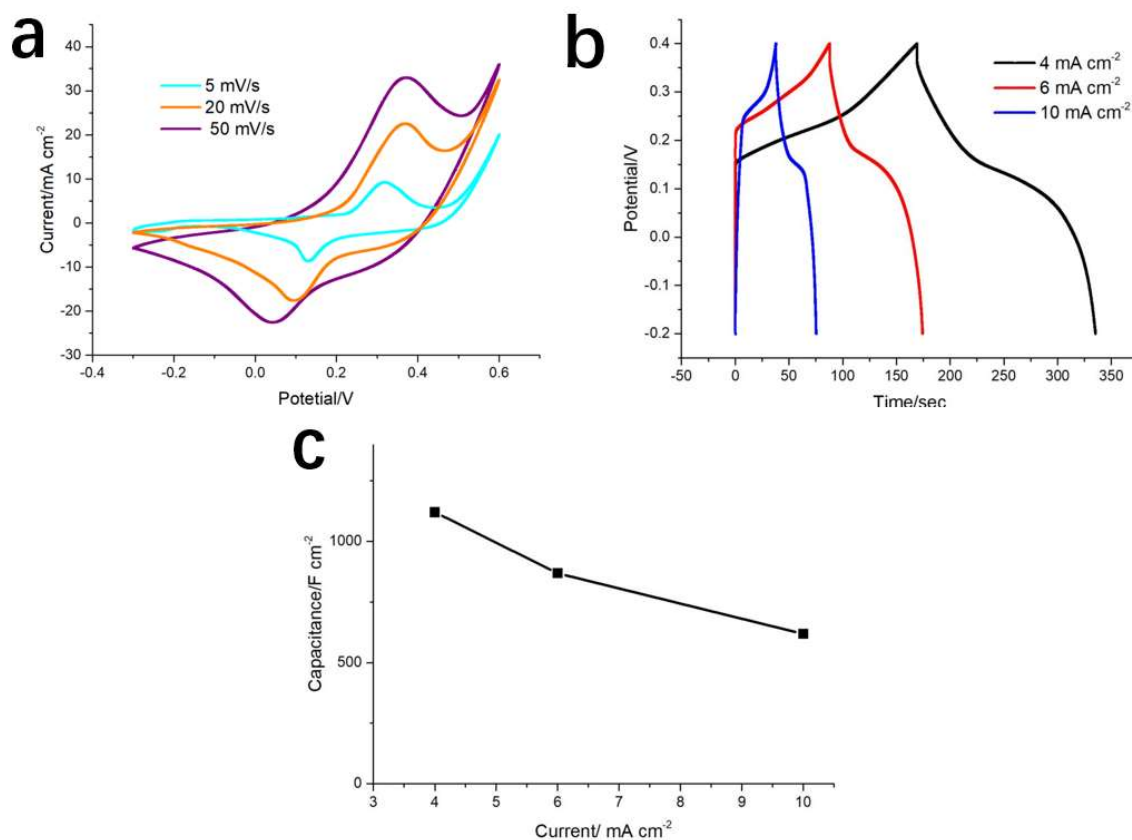 a
5 mV/s
20 mV/s
50 mV/s
Current/mA cm-2
40
30
20
10
0
-10
-20
-30
-0.4 -0.2 0.0 0.2 0.4 0.6
Potetial/V
b
4 mA cm-2
6 mA cm-2
10 mA cm-2
Potential/V
0.4
0.3
0.2
0.1
0.0
-0.1
-0.2
-50 0 50 100 150 200 250 300 350
Time/sec
c
Capacitance/F cm-2
1000
500
0
3 4 5 6 7 8 9 10
Current/ mA cm-2